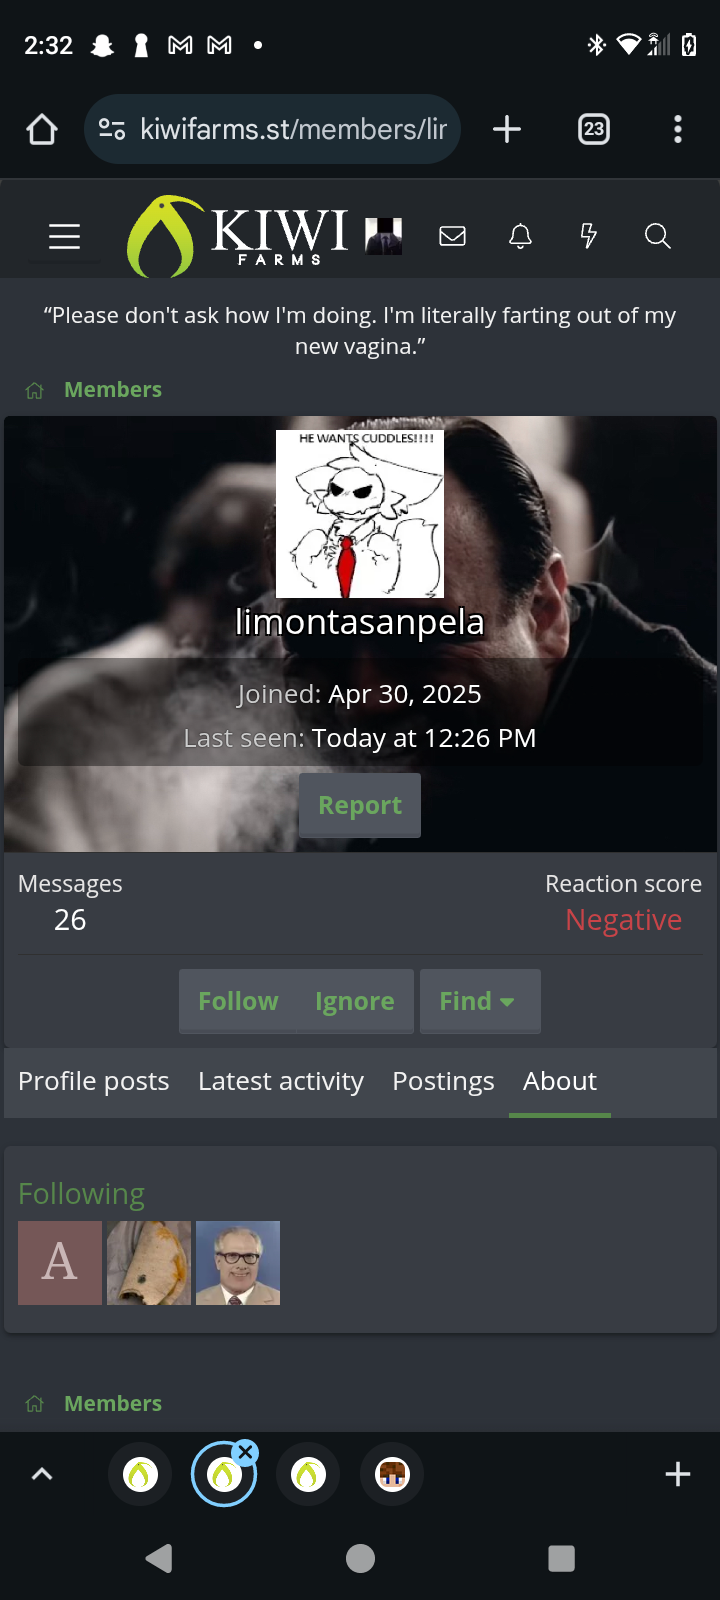 2:32
kiwifarms.st/members/lir
23
KIWI
FARMS
“Please don't ask how I'm doing. I'm literally farting out of my
new vagina.”
Members
HE WANTS CUDDLES!!!!
limontasanpela
Joined: Apr 30, 2025
Last seen: Today at 12:26 PM
Report
Messages
Reaction score
26
Negative
Follow
Ignore
Find
Profile posts
Latest activity
Postings
About
Following
A
Members